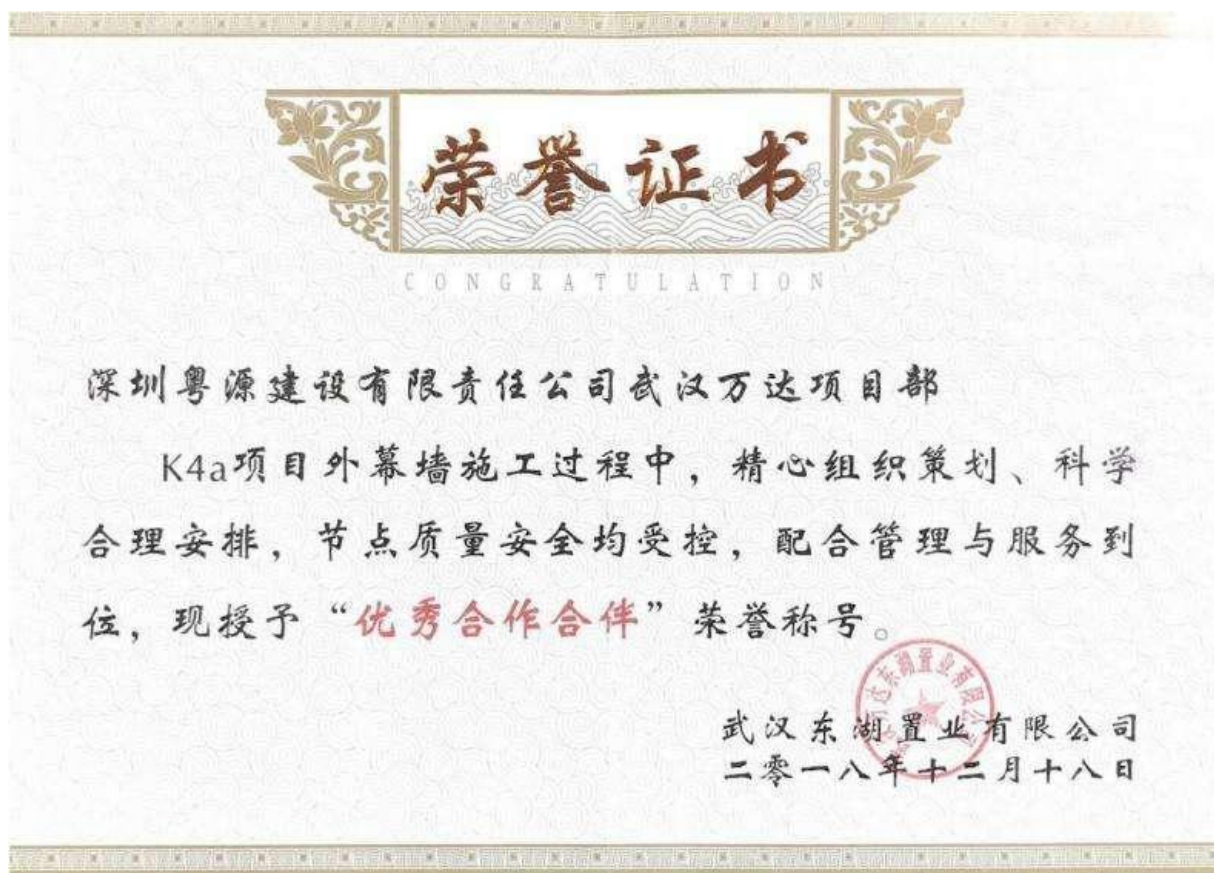 荣誉证书
CONGRATULATION
深圳粤源建设有限责任公司武汉万达项目部
K4a项目外幕墙施工过程中，精心组织策划、科学
合理安排，节点质量安全均受控，配合管理与服务到
位，现授予“优秀合作合伴”荣誉称号。
武汉东湖置业有限公司
二零一八年十二月十八日